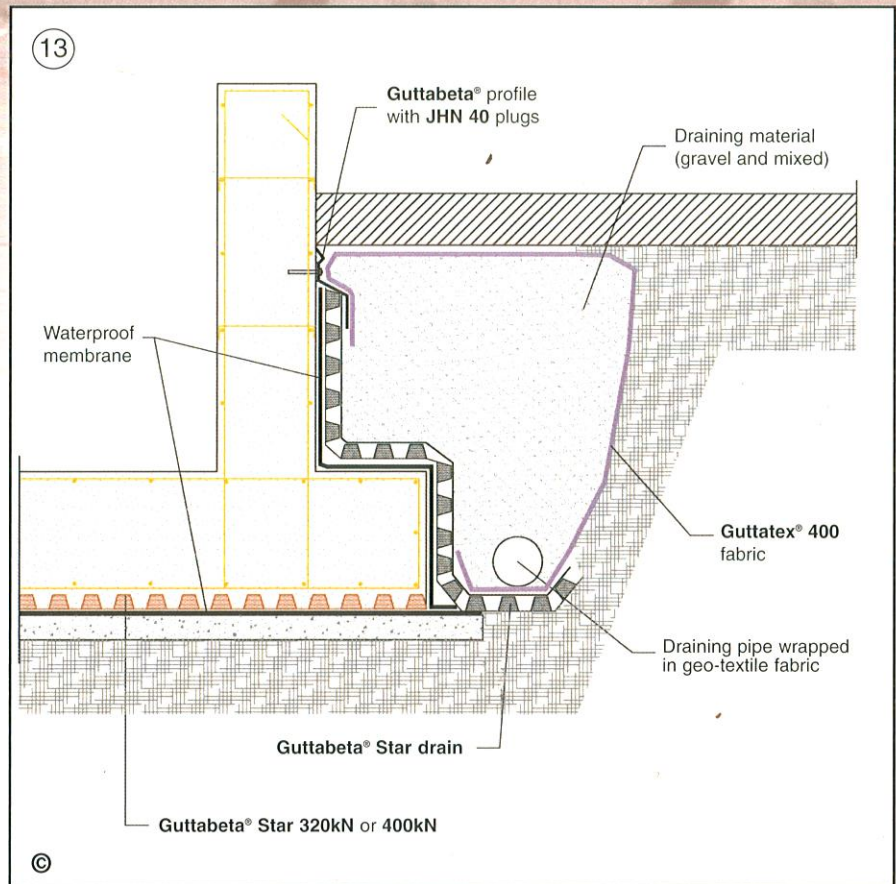 13
Guttabeta® profile
with JHN 40 plugs
Draining material
(gravel and mixed)
Waterproof
membrane
Guttatex® 400
fabric
Draining pipe wrapped
in geo-textile fabric
Guttabeta® Star drain
Guttabeta® Star 320kN or 400kN
©